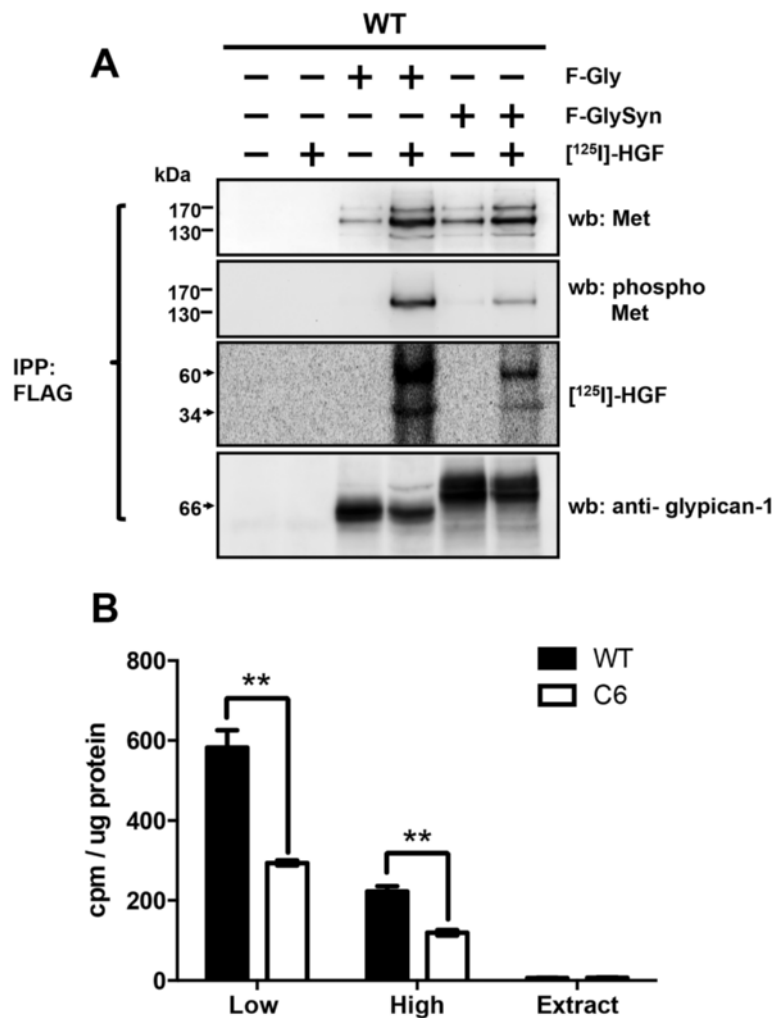 WT
A
− − + + − − F-Gly
− − − − + + F-GlySyn
− + − + − + [¹²⁵I]-HGF
kDa
170
130
wb: Met
170
130
wb: phospho
Met
IPP:
FLAG
60
34
[¹²⁵I]-HGF
66
wb: anti- glypican-1
B
800
600
400
200
0
cpm / ug protein
**
**
WT
C6
Low High Extract